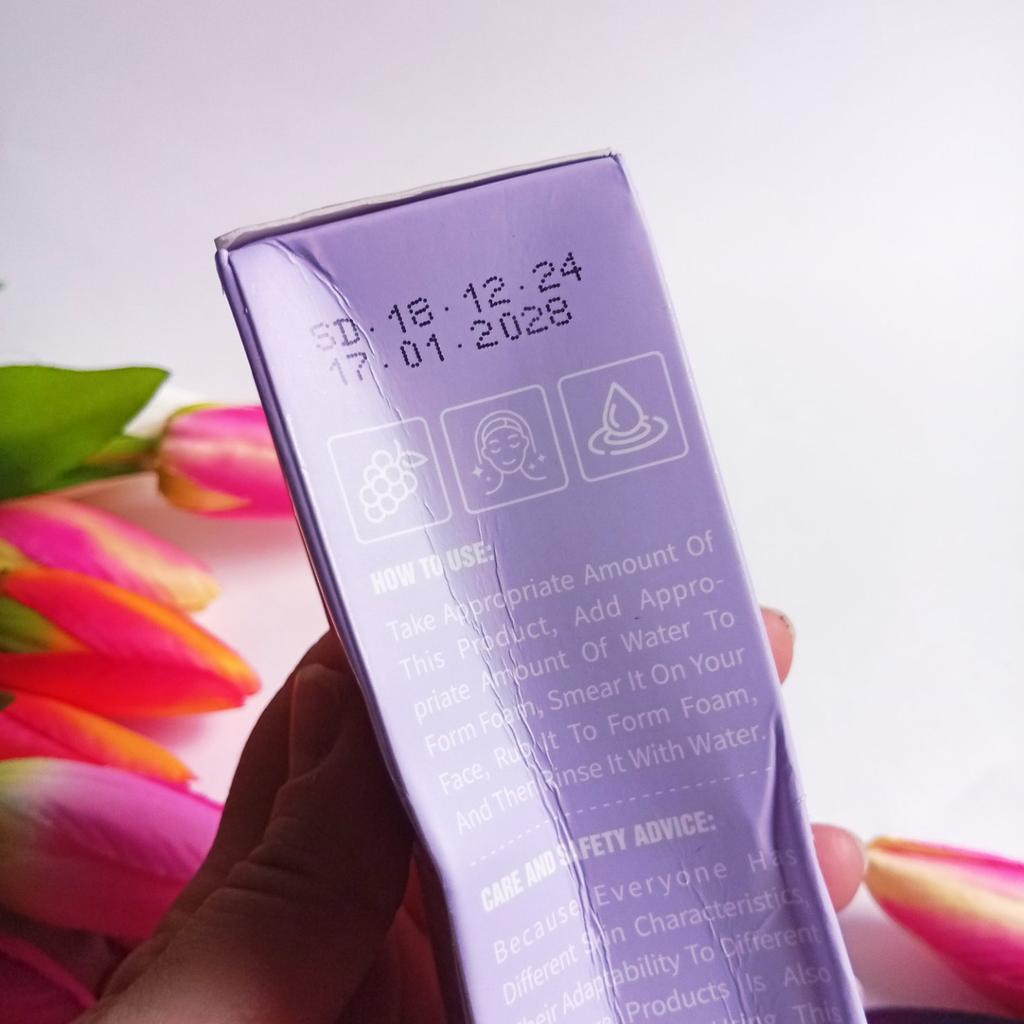 SD·18·12·24
17·01·2028
HOW TO USE:
Take Appropriate Amount Of
This Product, Add Appro-
priate Amount Of Water To
Form Foam, Smear It On Your
Face, Rub It To Form Foam,
And Then Rinse It With Water.
CARE AND SAFETY ADVICE:
Because Everyone Has
Different Skin Characteristics,
Their Adaptability To Different
Products Is Also
This